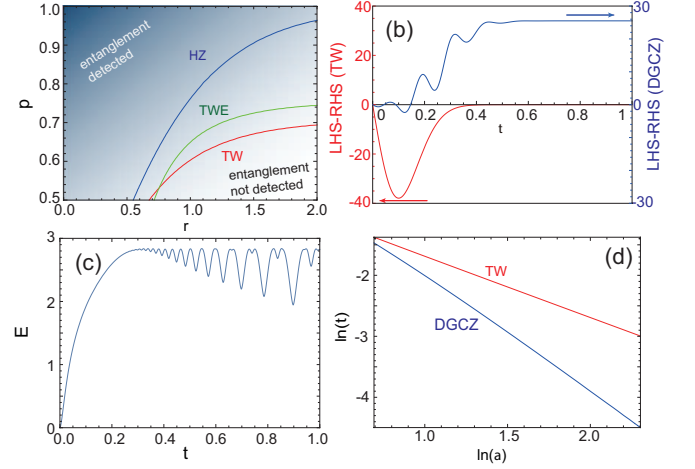 1.0
0.9
0.8
0.7
0.6
0.5
p
entanglement
detected
HZ
TWE
TW
entanglement
not detected
0.0
0.5
1.0
1.5
2.0
r
(b)
LHS-RHS (TW)
40
20
0
-20
-40
0
0.2
0.4
0.6
0.8
1.0
t
30
0
30
LHS-RHS (DGCZ)
(c)
E
3
2
1
0
0.0
0.2
0.4
0.6
0.8
1.0
t
(d)
ln(t)
-2
-3
-4
TW
DGCZ
1.0
1.5
2.0
ln(a)